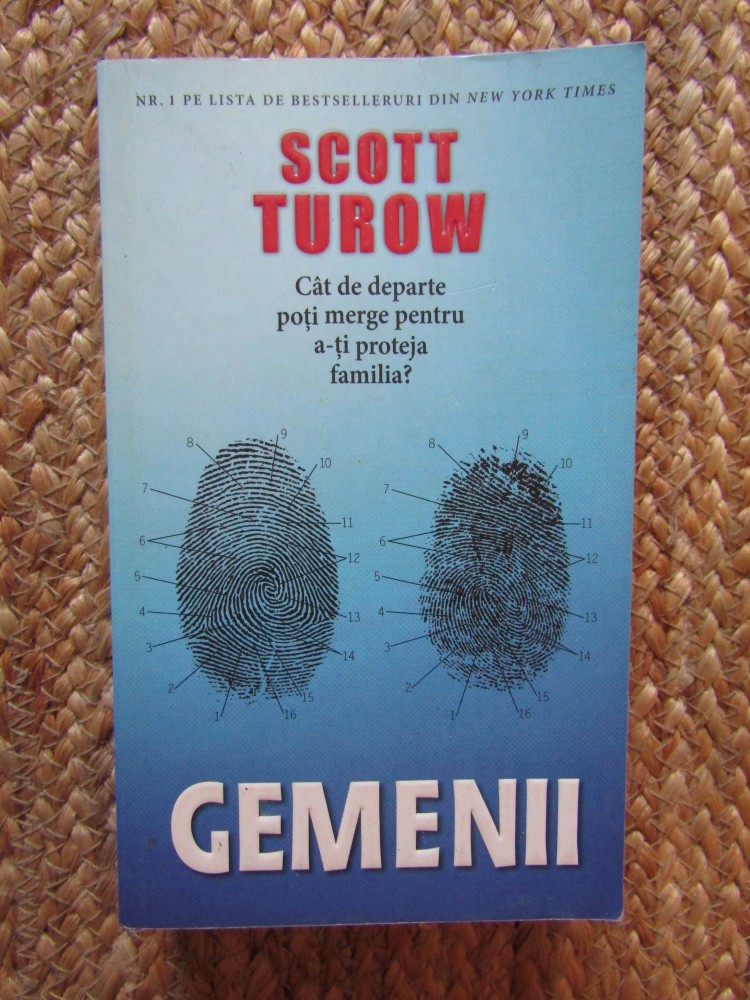 NR. 1 PE LISTA DE BESTSELLERURI DIN NEW YORK TIMES
SCOTT
TUROW
Cât de departe
poți merge pentru
a-ți proteja
familia?
8 9 10
7 11
6 12
5
4 13
3 14
2 15
1 16
8 9 10
7 11
6 12
5
4 13
3 14
2 15
1 16
GEMENII